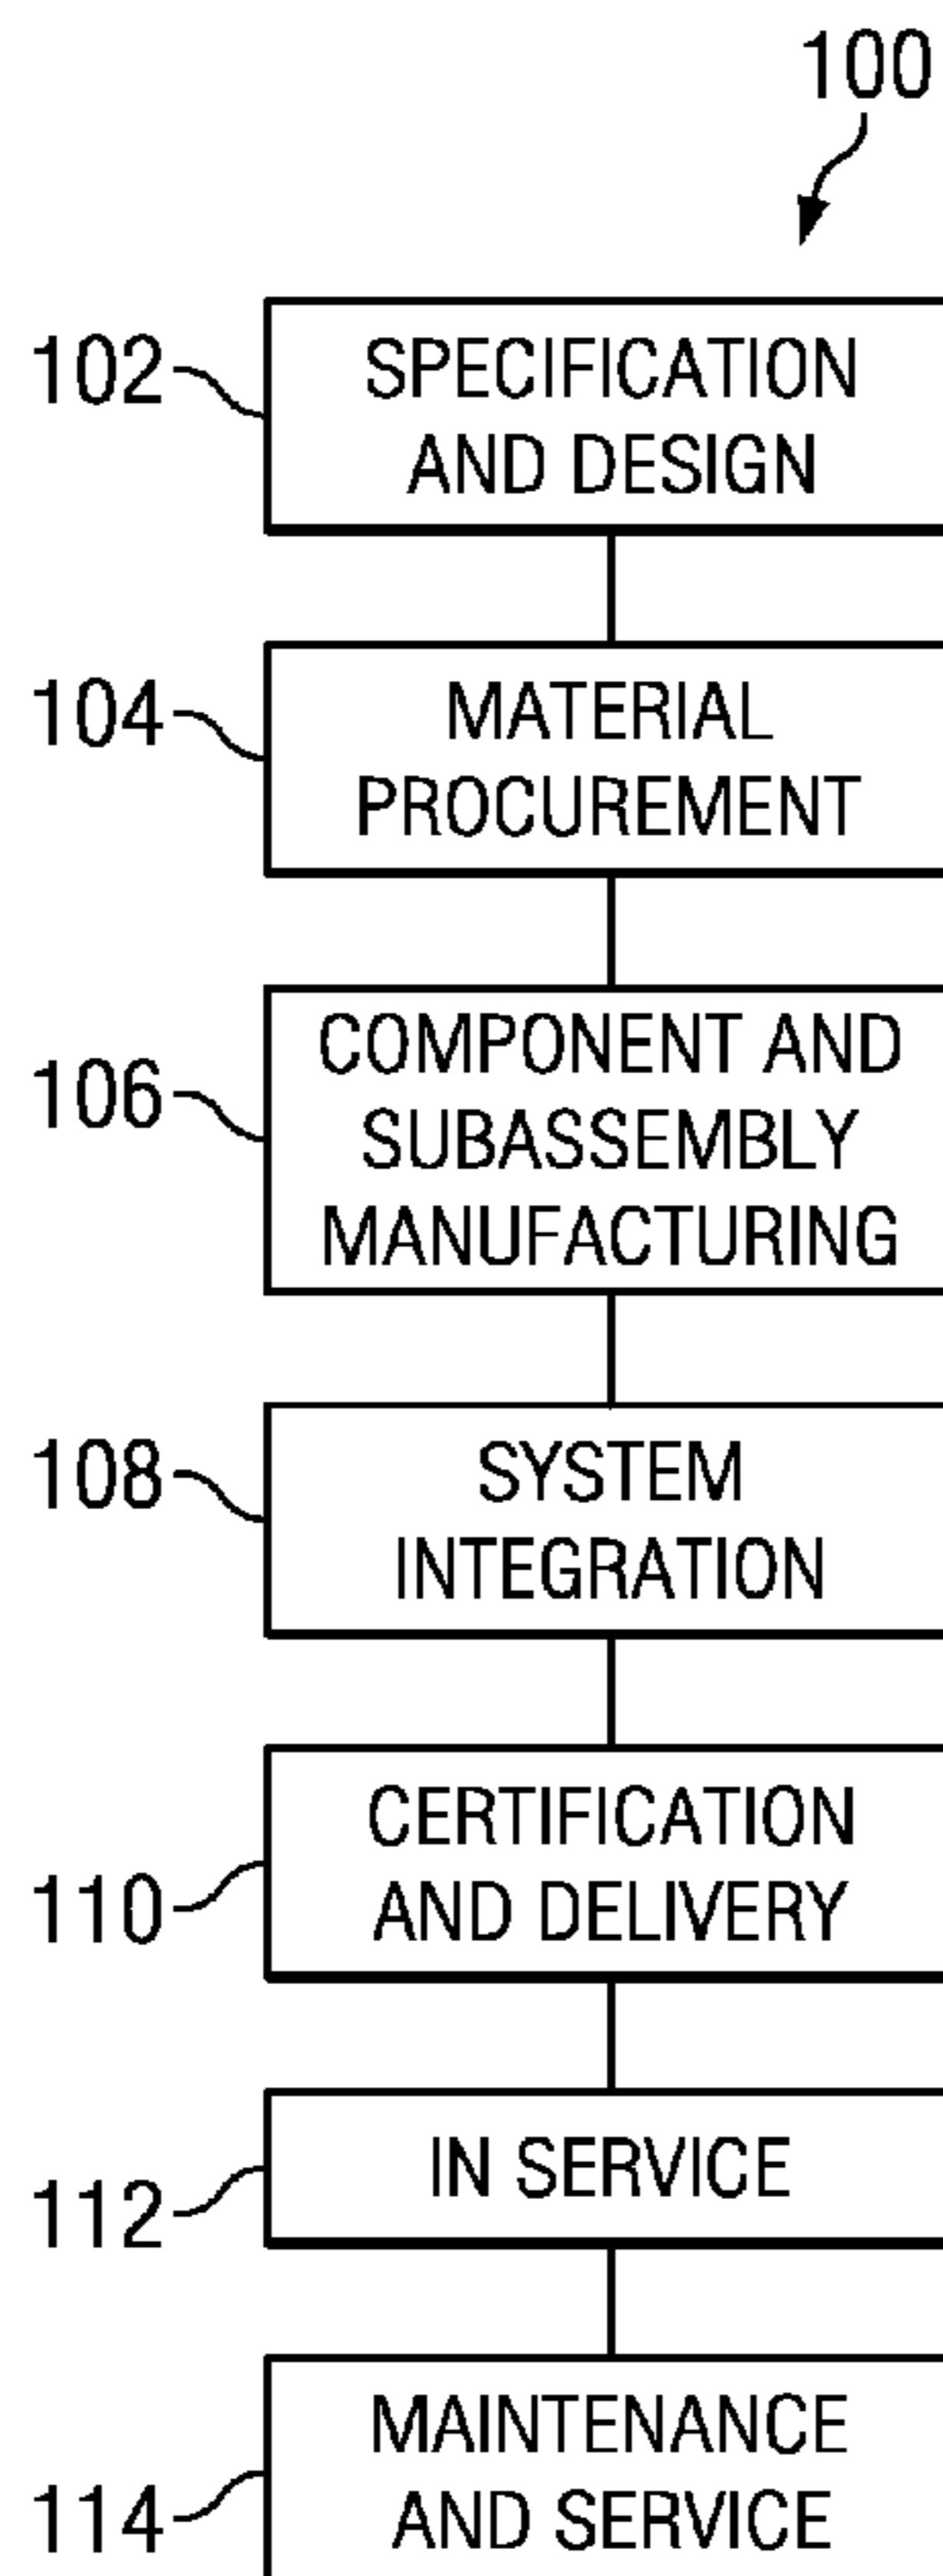 100
102
SPECIFICATION
AND DESIGN
104
MATERIAL
PROCUREMENT
106
COMPONENT AND
SUBASSEMBLY
MANUFACTURING
108
SYSTEM
INTEGRATION
110
CERTIFICATION
AND DELIVERY
112
IN SERVICE
114
MAINTENANCE
AND SERVICE